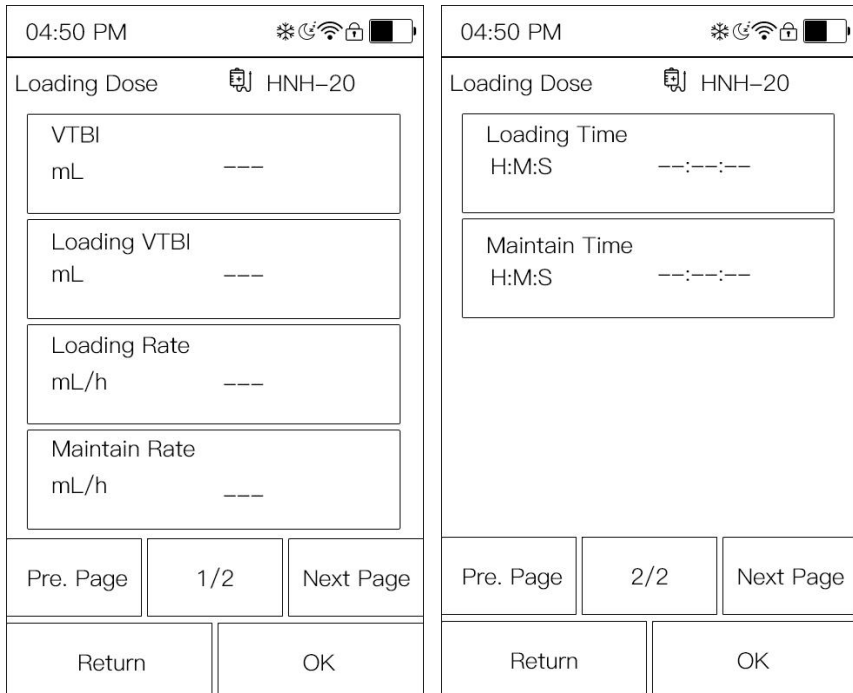 04:50 PM
Loading Dose HNH-20
VTBI
mL ---
Loading VTBI
mL ---
Loading Rate
mL/h ---
Maintain Rate
mL/h ---
Pre. Page 1/2 Next Page
Return OK
04:50 PM
Loading Dose HNH-20
Loading Time
H:M:S --:--:--
Maintain Time
H:M:S --:--:--
Pre. Page 2/2 Next Page
Return OK